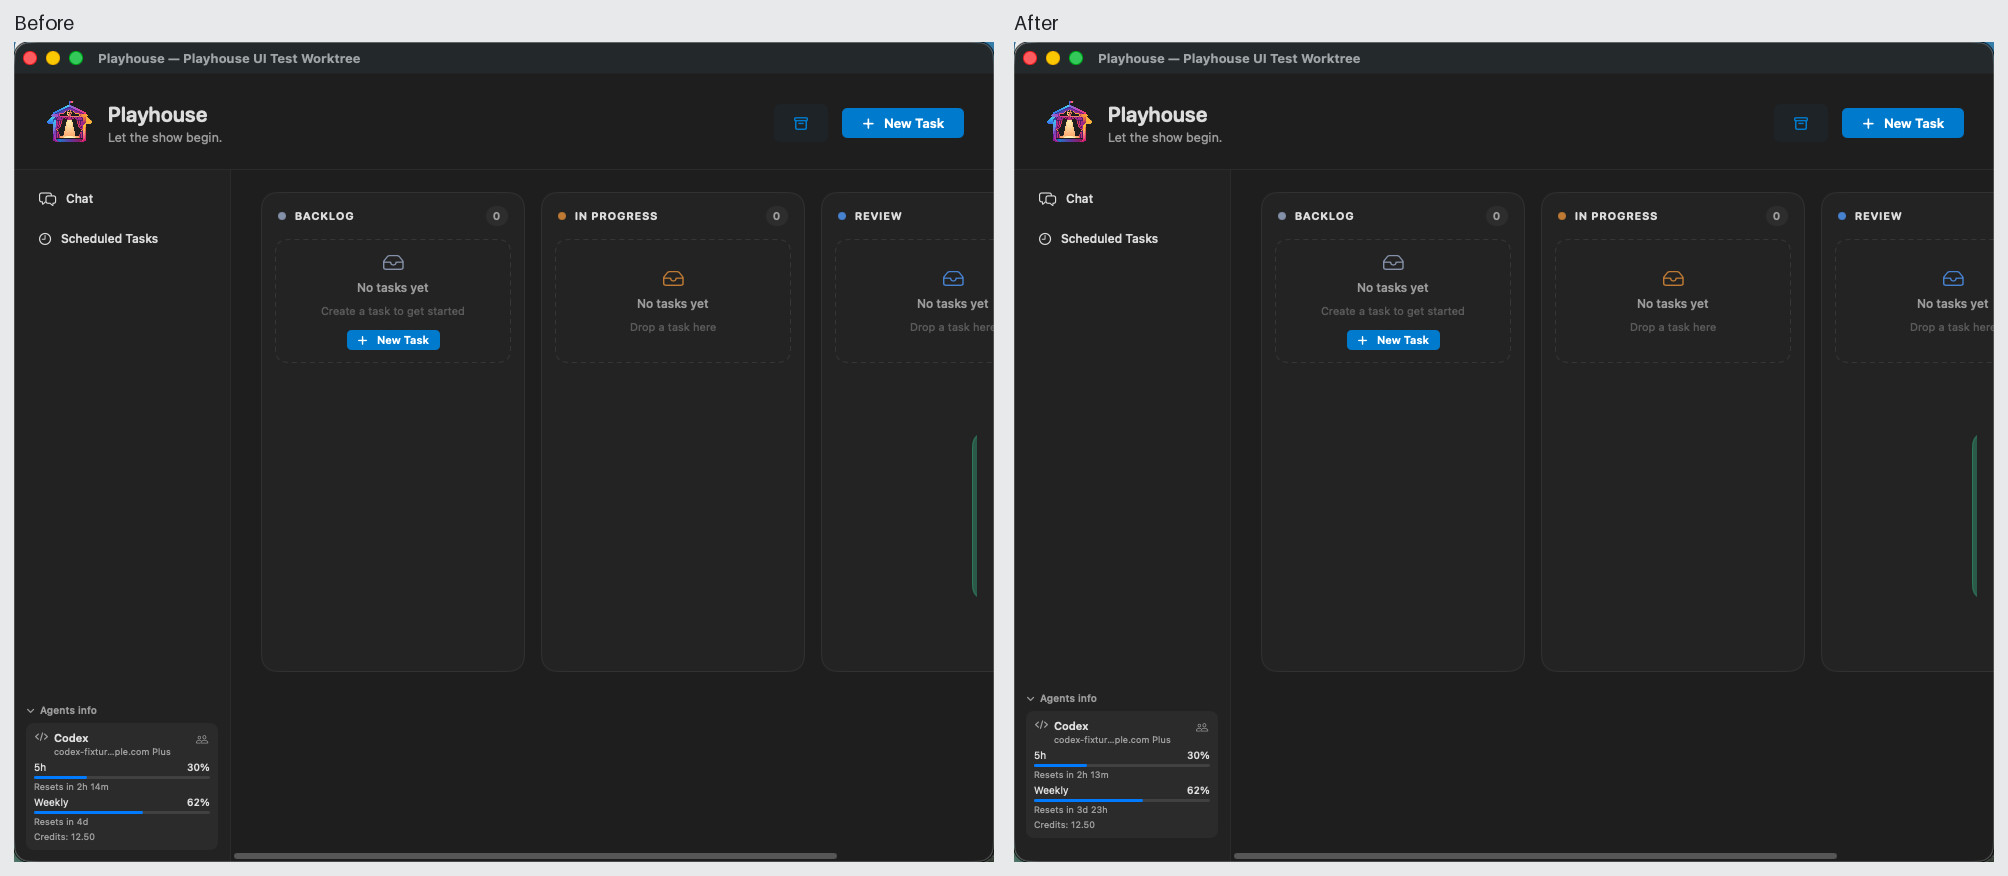 Before
Playhouse — Playhouse UI Test Worktree
Playhouse
Let the show begin.
+ New Task
Chat
Scheduled Tasks
BACKLOG 0
No tasks yet
Create a task to get started
+ New Task
IN PROGRESS 0
No tasks yet
Drop a task here
REVIEW
No tasks yet
Drop a task here
Agents info
</> Codex
codex-fixtur...ple.com Plus
5h 30%
Resets in 2h 14m
Weekly 62%
Resets in 4d
Credits: 12.50
After
Playhouse — Playhouse UI Test Worktree
Playhouse
Let the show begin.
+ New Task
Chat
Scheduled Tasks
BACKLOG 0
No tasks yet
Create a task to get started
+ New Task
IN PROGRESS 0
No tasks yet
Drop a task here
REVIEW
No tasks yet
Drop a task here
Agents info
</> Codex
codex-fixtur...ple.com Plus
5h 30%
Resets in 2h 13m
Weekly 62%
Resets in 3d 23h
Credits: 12.50